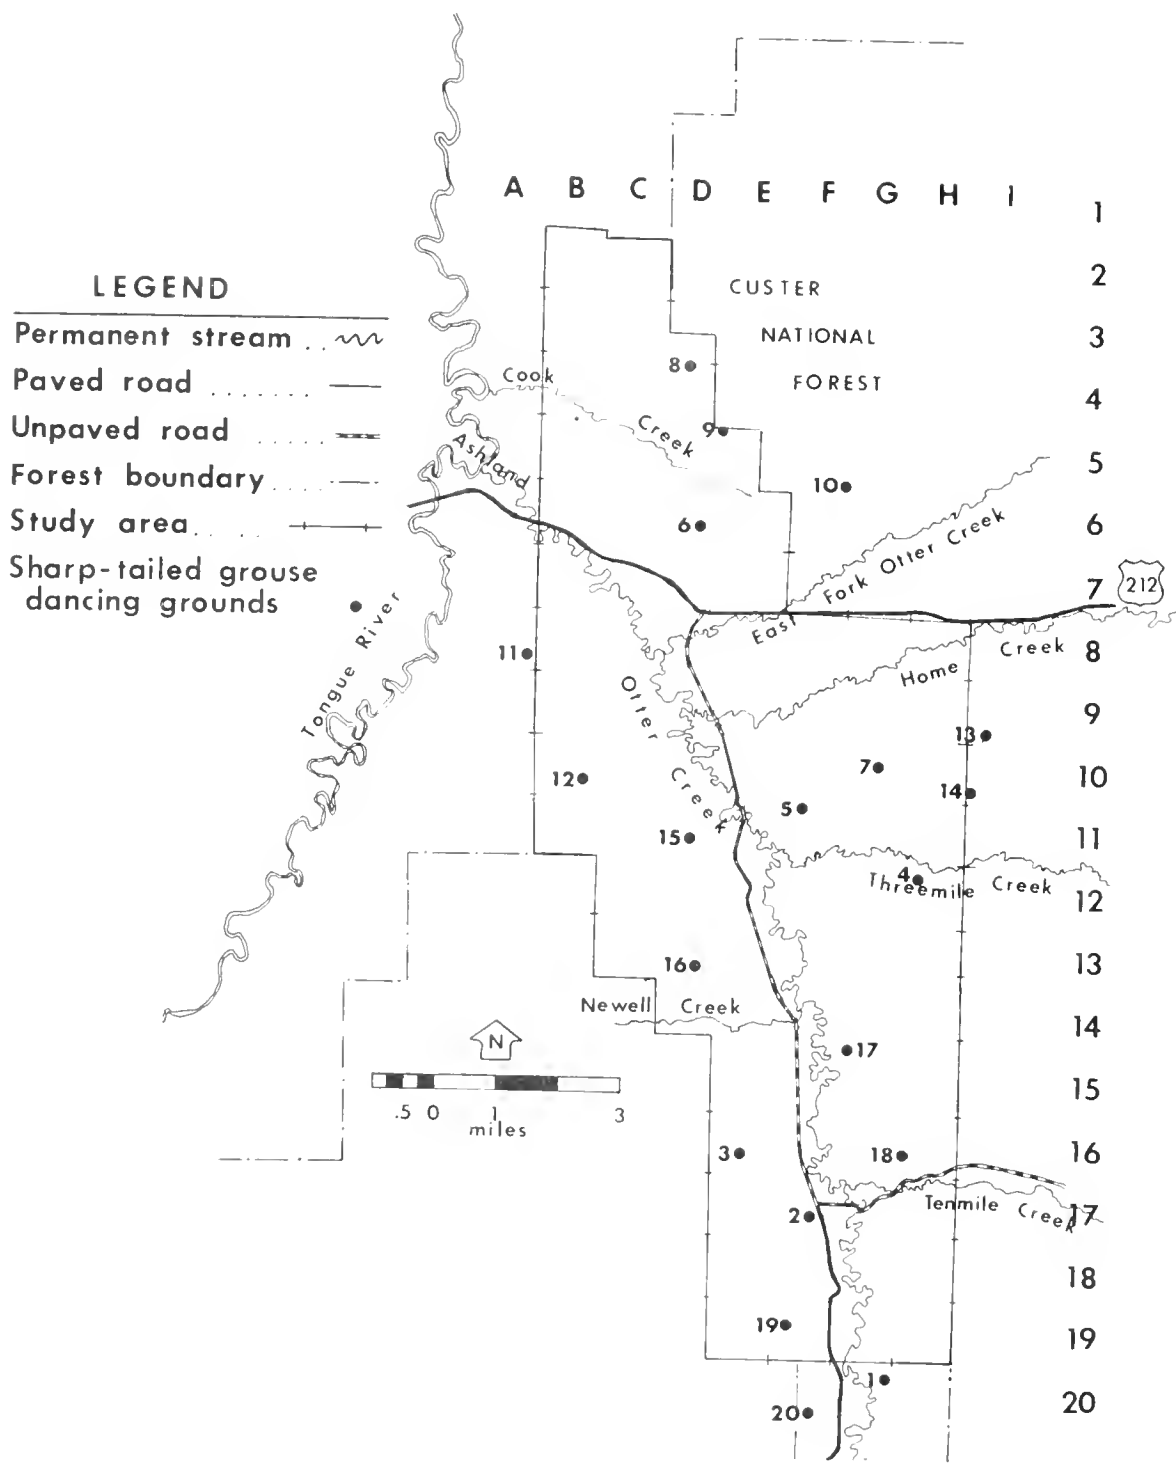 A B C D E F G H I
1
2
3
4
5
6
7
8
9
10
11
12
13
14
15
16
17
18
19
20
LEGEND
Permanent stream ..
Paved road .......
Unpaved road .....
Forest boundary ....
Study area.. . ..
Sharp-tailed grouse
dancing grounds
CUSTER
NATIONAL
FOREST
Cook
Creek
Ashland
Fork Otter Creek
East
212
Home Creek
Tongue River
Otter
Creek
Threemile Creek
Newell Creek
Tenmile Creek
8
9
10
6
11
13
7
12
14
5
15
4
16
17
3
18
2
19
1
20
N
.5 0 1 3
miles